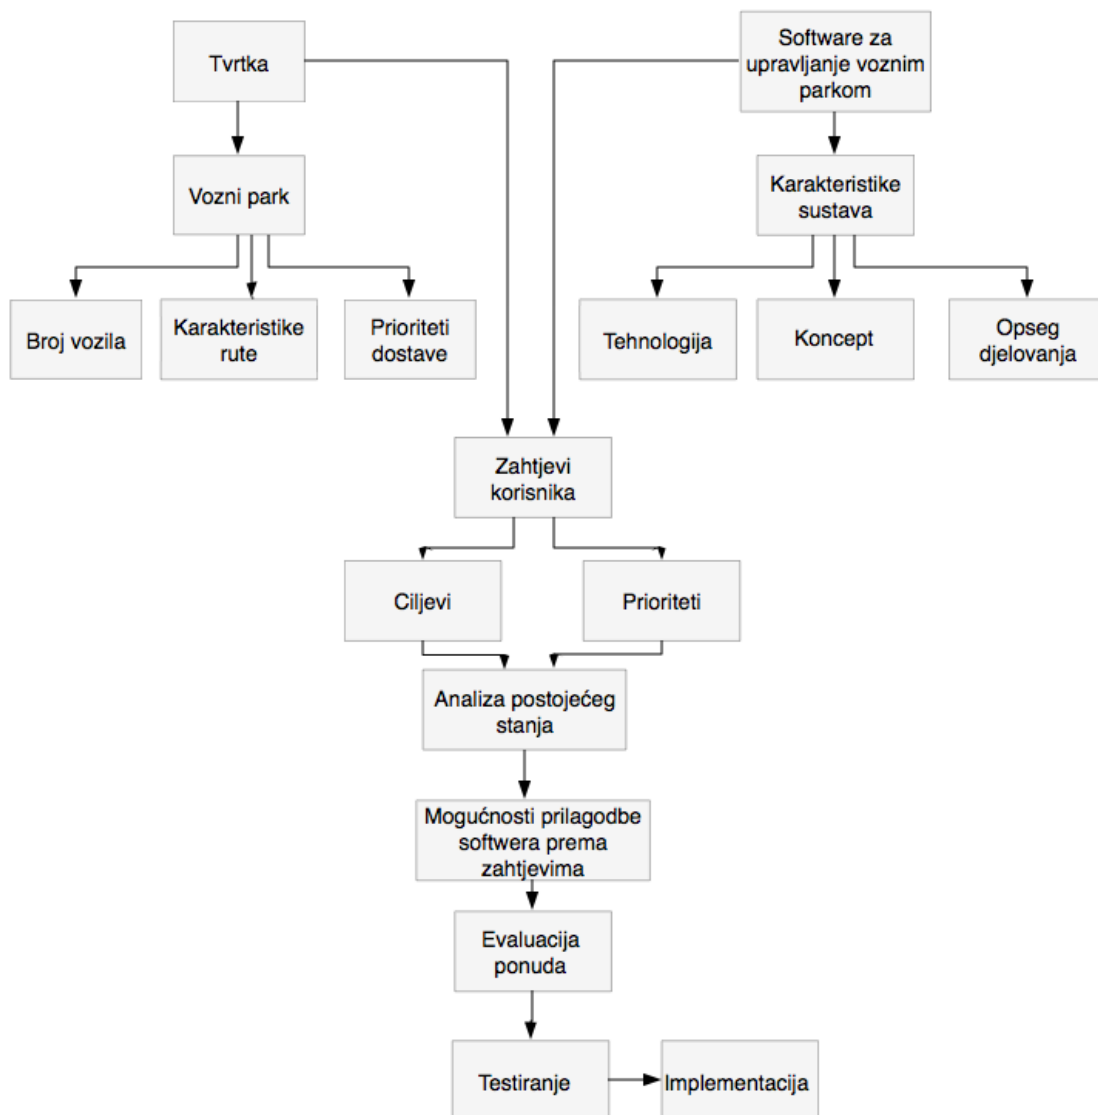 Tvrtka
Software za
upravljanje voznim
parkom
Vozni park
Karakteristike
sustava
Broj vozila
Karakteristike
rute
Prioriteti
dostave
Tehnologija
Koncept
Opseg
djelovanja
Zahtjevi
korisnika
Ciljevi
Prioriteti
Analiza postojećeg
stanja
Mogućnosti prilagodbe
softwera prema
zahtjevima
Evaluacija
ponuda
Testiranje
Implementacija